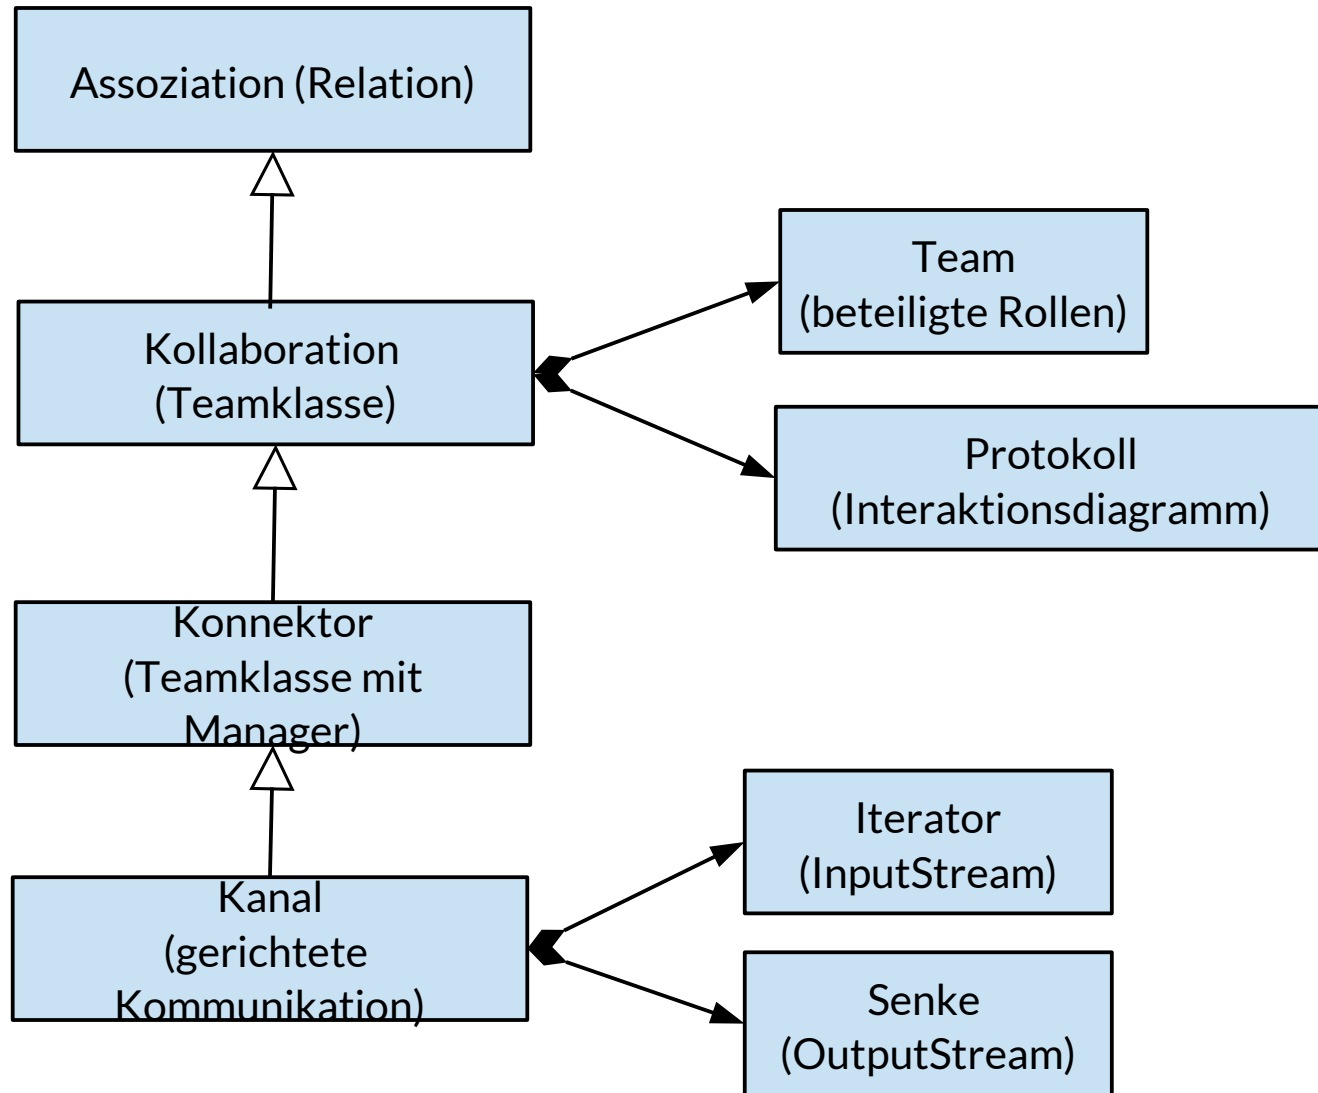 Assoziation (Relation)
Team
(beteiligte Rollen)
Kollaboration
(Teamklasse)
Protokoll
(Interaktionsdiagramm)
Konnektor
(Teamklasse mit
Manager)
Iterator
(InputStream)
Kanal
(gerichtete
Kommunikation)
Senke
(OutputStream)